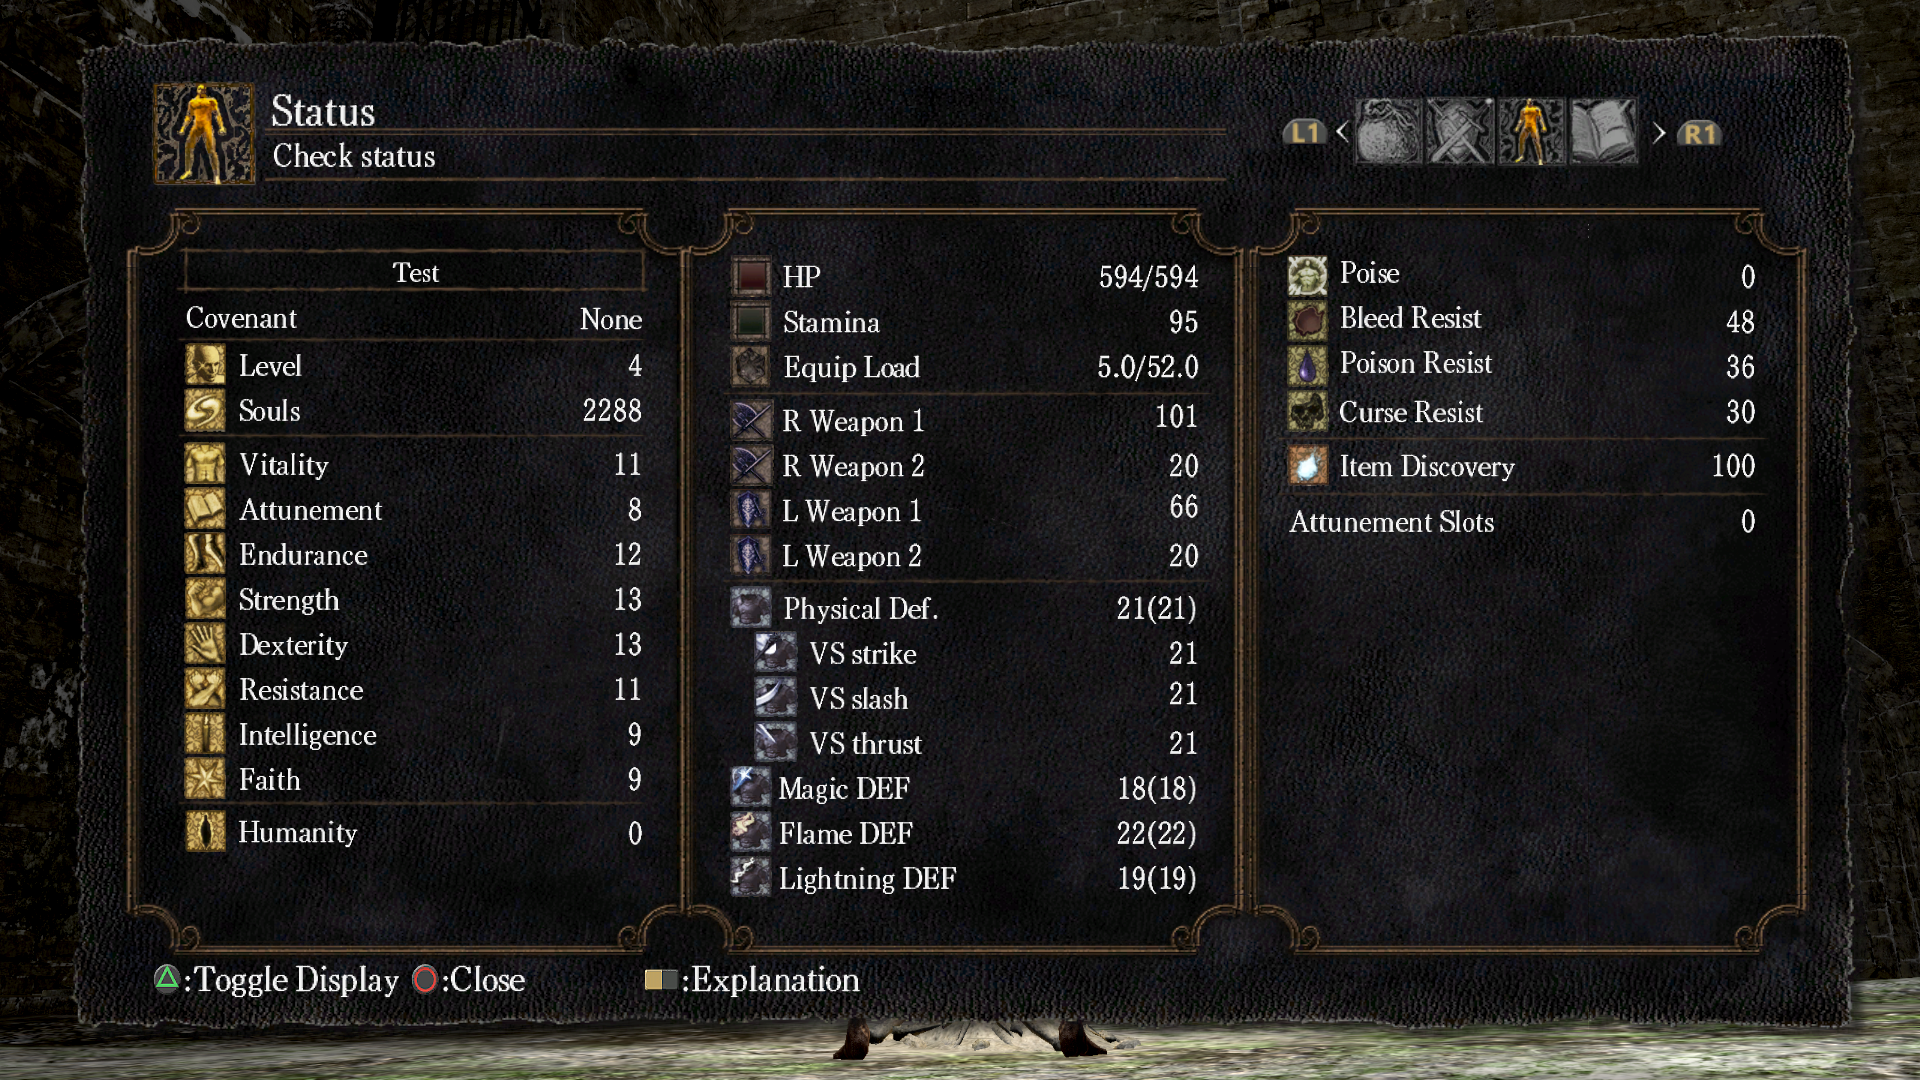 Status
Check status
L1 < > R1
Test
Covenant None
Level 4
Souls 2288
Vitality 11
Attunement 8
Endurance 12
Strength 13
Dexterity 13
Resistance 11
Intelligence 9
Faith 9
Humanity 0
HP 594/594
Stamina 95
Equip Load 5.0/52.0
R Weapon 1 101
R Weapon 2 20
L Weapon 1 66
L Weapon 2 20
Physical Def. 21(21)
VS strike 21
VS slash 21
VS thrust 21
Magic DEF 18(18)
Flame DEF 22(22)
Lightning DEF 19(19)
Poise 0
Bleed Resist 48
Poison Resist 36
Curse Resist 30
Item Discovery 100
Attunement Slots 0
:Toggle Display :Close :Explanation